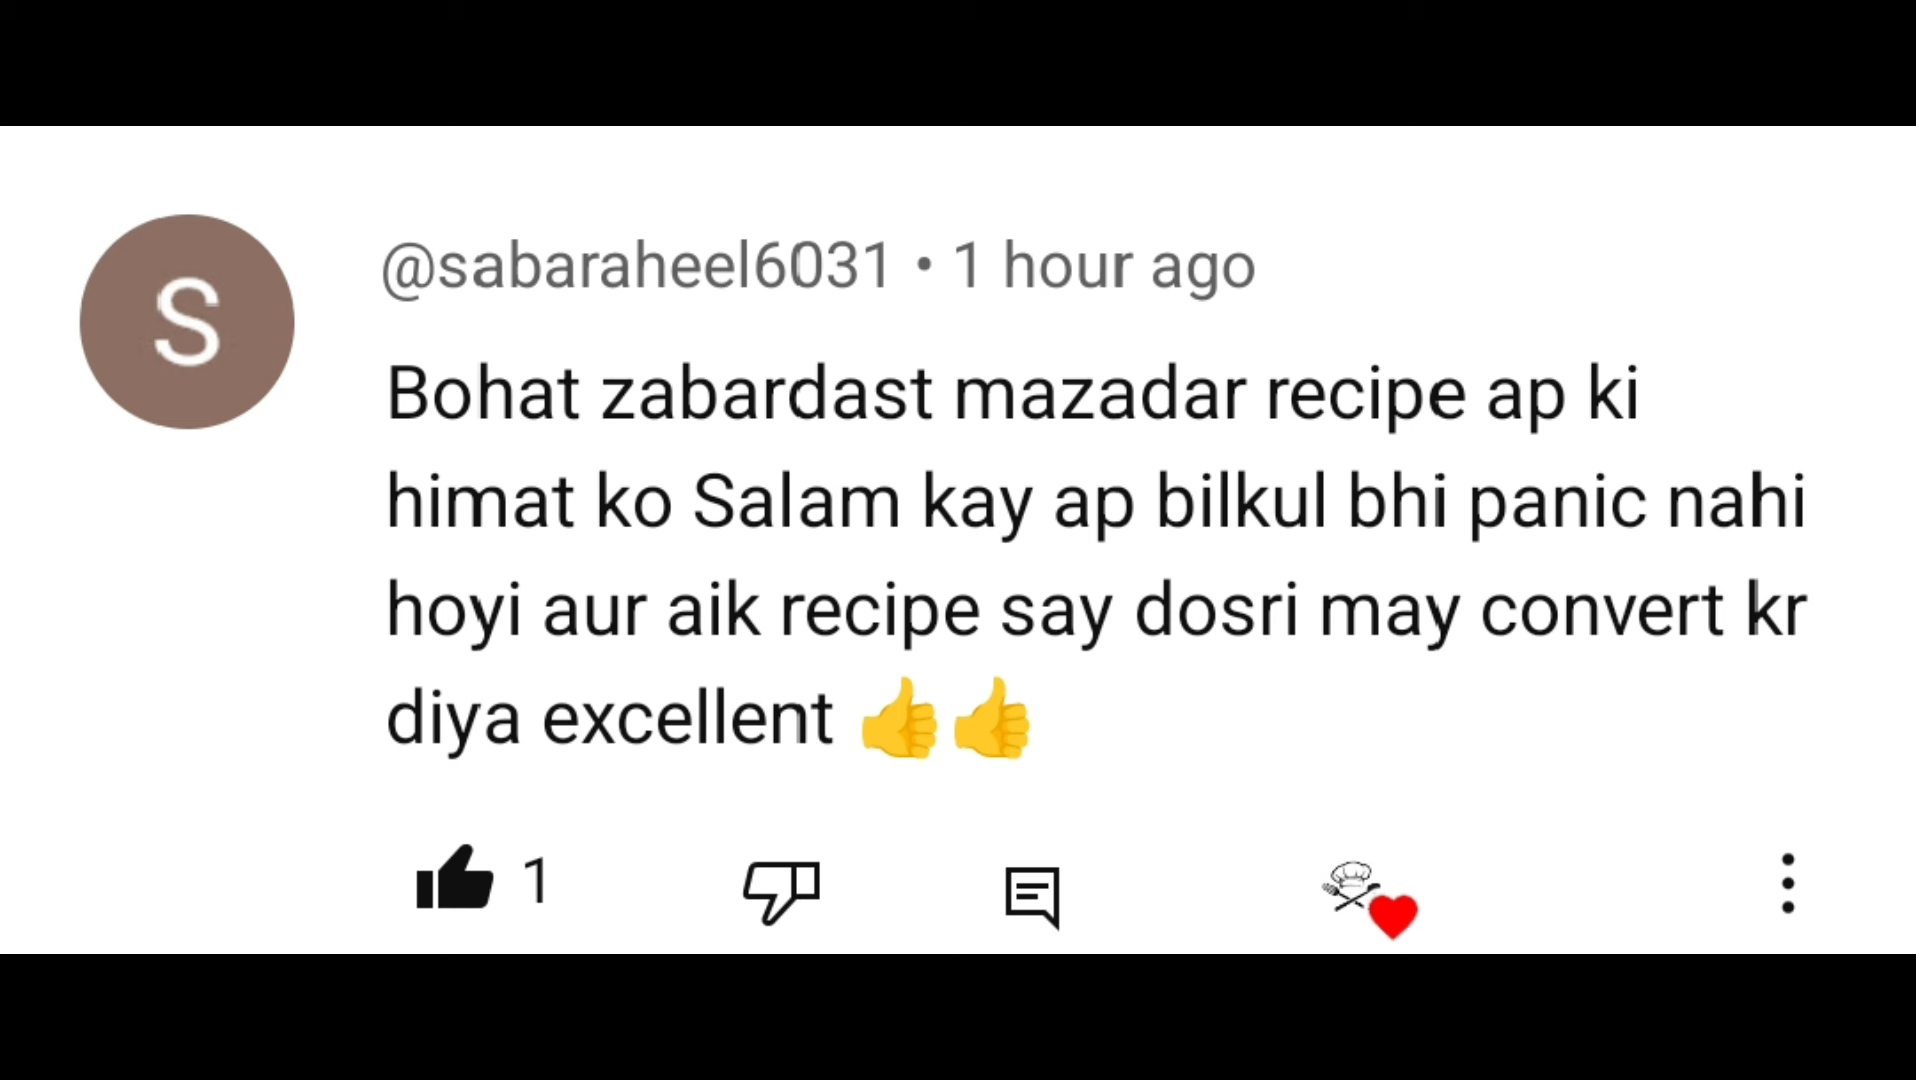 S
@sabaraheel6031 • 1 hour ago
Bohat zabardast mazadar recipe ap ki
himat ko Salam kay ap bilkul bhi panic nahi
hoyi aur aik recipe say dosri may convert kr
diya excellent 👍👍
1